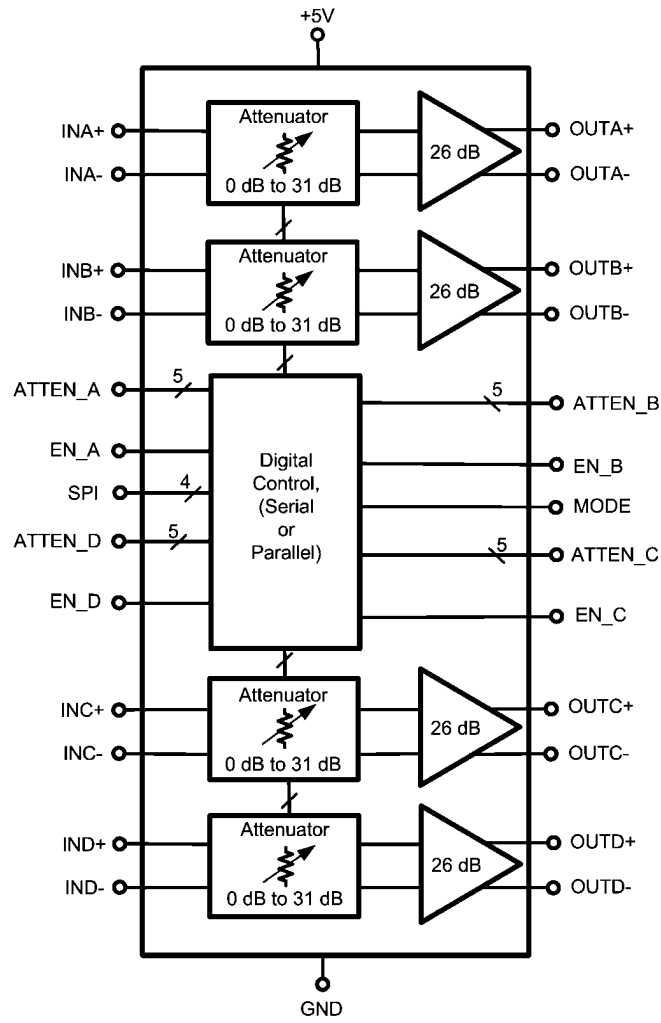 +5V
INA+
Attenuator
OUTA+
26 dB
INA-
0 dB to 31 dB
OUTA-
INB+
Attenuator
OUTB+
26 dB
INB-
0 dB to 31 dB
OUTB-
ATTEN_A
5
5
ATTEN_B
EN_A
Digital
Control,
(Serial
or
Parallel)
EN_B
SPI
4
MODE
ATTEN_D
5
5
ATTEN_C
EN_D
EN_C
INC+
Attenuator
OUTC+
26 dB
INC-
0 dB to 31 dB
OUTC-
IND+
Attenuator
OUTD+
26 dB
IND-
0 dB to 31 dB
OUTD-
GND